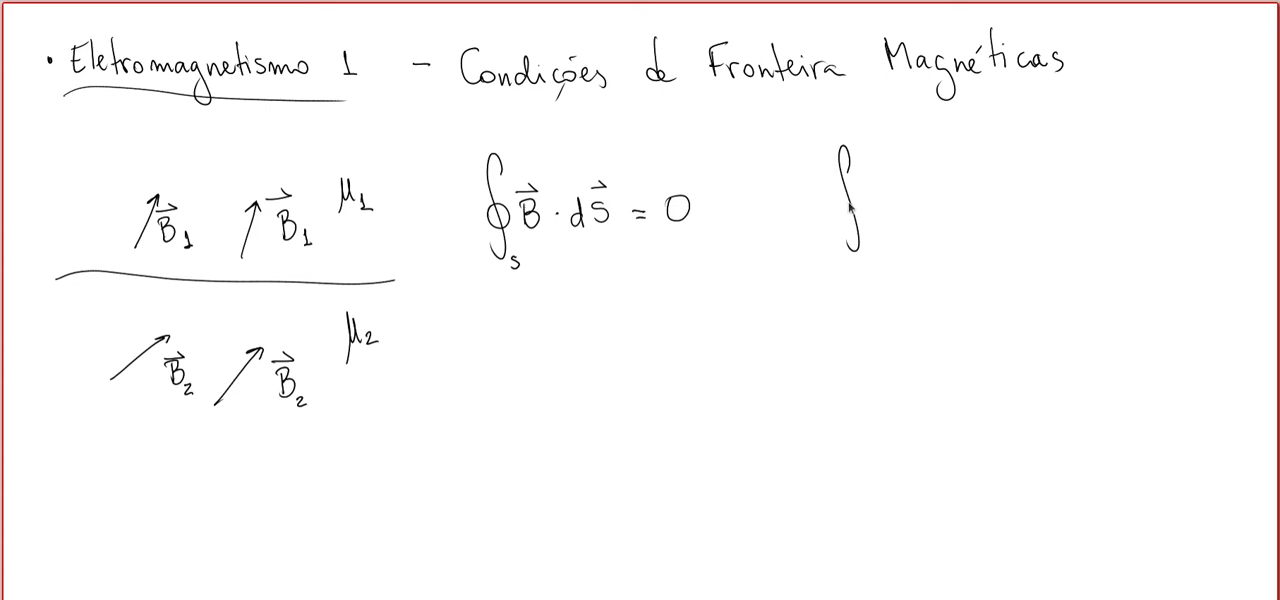 • Eletromagnetismo 1 - Condições de Fronteira Magnéticas
B⃗₁ B⃗₁ μ₁
∮ₛ B⃗ · dS⃗ = 0 ∫
B⃗₂ B⃗₂ μ₂